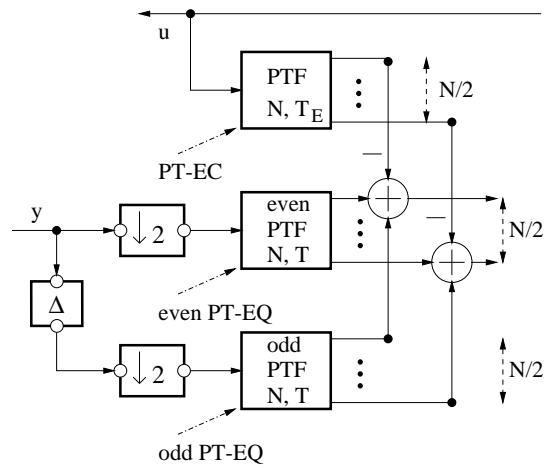 u
PTF
N, T_E
N/2
PT-EC
y
↓ 2
even
PTF
N, T
N/2
even PT-EQ
Δ
↓ 2
odd
PTF
N, T
N/2
odd PT-EQ